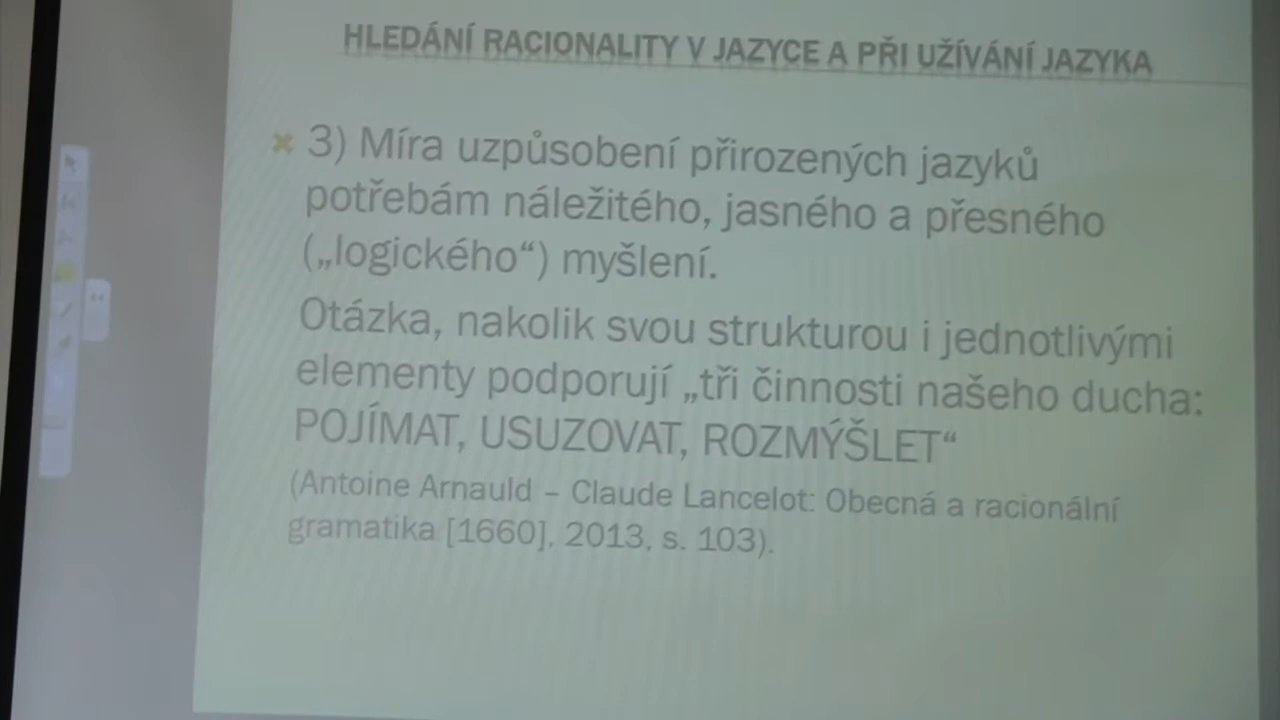 HLEDÁNÍ RACIONALITY V JAZYCE A PŘI UŽÍVÁNÍ JAZYKA
3) Míra uzpůsobení přirozených jazyků
potřebám náležitého, jasného a přesného
(„logického“) myšlení.
Otázka, nakolik svou strukturou i jednotlivými
elementy podporují „tři činnosti našeho ducha:
POJÍMAT, USUZOVAT, ROZMÝŠLET“
(Antoine Arnauld – Claude Lancelot: Obecná a racionální
gramatika [1660], 2013, s. 103).